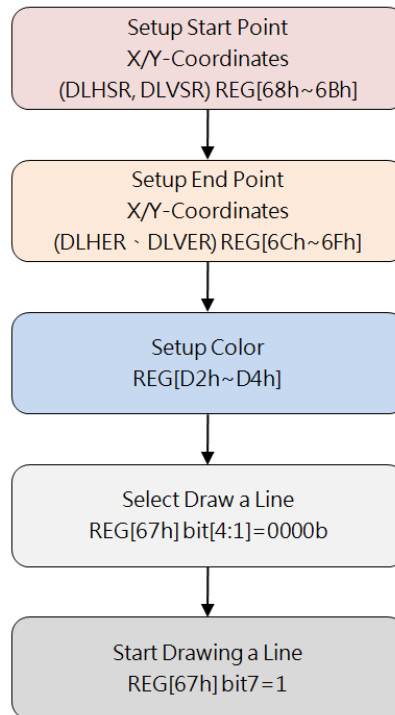 Setup Start Point
X/Y-Coordinates
(DLHSR, DLVSR) REG[68h~6Bh]
Setup End Point
X/Y-Coordinates
(DLHER、DLVER) REG[6Ch~6Fh]
Setup Color
REG[D2h~D4h]
Select Draw a Line
REG[67h] bit[4:1]=0000b
Start Drawing a Line
REG[67h] bit7=1